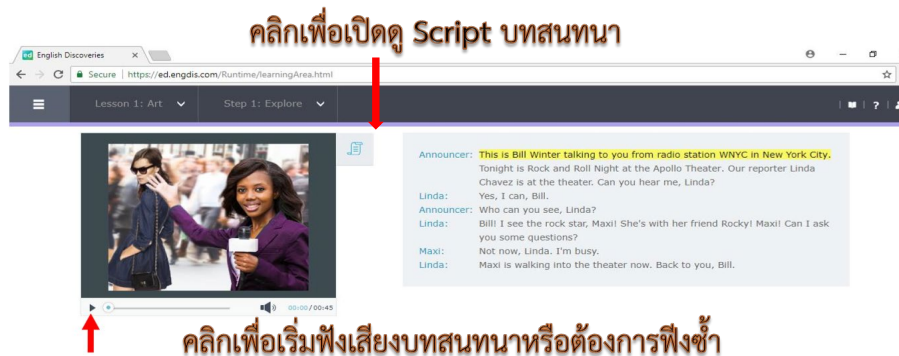 คลิกเพื่อเปิดดู Script บทสนทนา
ed English Discoveries
Secure | https://ed.engdis.com/Runtime/learningArea.html
Lesson 1: Art Step 1: Explore ?
Announcer: This is Bill Winter talking to you from radio station WNYC in New York City.
Tonight is Rock and Roll Night at the Apollo Theater. Our reporter Linda
Chavez is at the theater. Can you hear me, Linda?
Linda: Yes, I can, Bill.
Announcer: Who can you see, Linda?
Linda: Bill! I see the rock star, Maxi! She's with her friend Rocky! Maxi! Can I ask
you some questions?
Maxi: Not now, Linda. I'm busy.
Linda: Maxi is walking into the theater now. Back to you, Bill.
00:00/00:45
คลิกเพื่อเริ่มฟังเสียงบทสนทนาหรือต้องการฟังซ้ำ